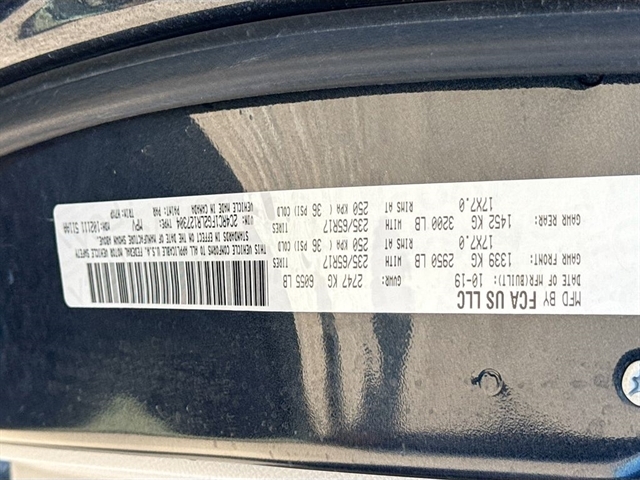 MFD BY FCA US LLC
DATE OF MFR(BUILT): 10-19 GVWR: 2747 KG 6055 LB
GAWR FRONT: 1339 KG 2950 LB WITH TIRES 235/65R17
17X7.0 RIMS AT 250 KPA 36 PSI COLD
GAWR REAR: 1452 KG 3200 LB WITH TIRES 235/65R17
17X7.0 RIMS AT 250 KPA 36 PSI COLD
THIS VEHICLE CONFORMS TO ALL APPLICABLE U.S.A. FEDERAL MOTOR VEHICLE SAFETY
STANDARDS IN EFFECT ON THE DATE OF MANUFACTURE SHOWN ABOVE.
VIN: TYPE: MPV
VEHICLE MADE IN CANADA PAINT: PAR TRIM: